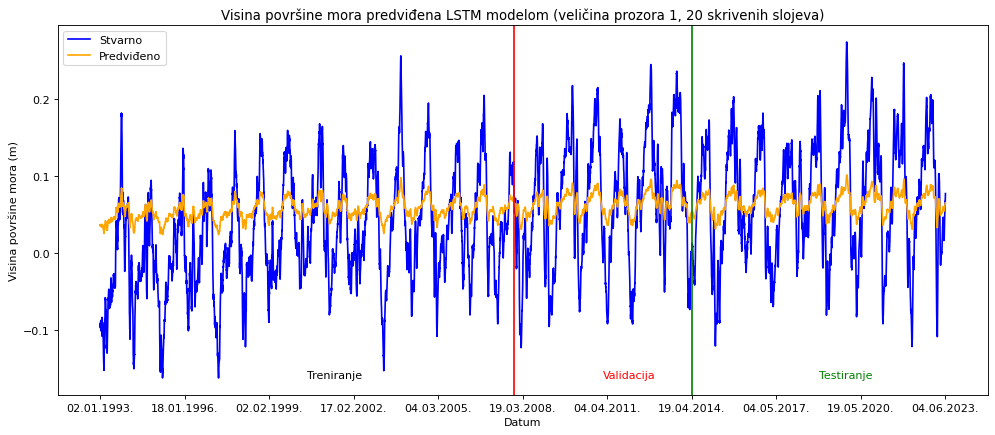 Visina površine mora predviđena LSTM modelom (veličina prozora 1, 20 skrivenih slojeva)
Stvarno
Predviđeno
Visina površine mora (m)
0.2
0.1
0.0
−0.1
Treniranje
Validacija
Testiranje
02.01.1993.
18.01.1996.
02.02.1999.
17.02.2002.
04.03.2005.
19.03.2008.
04.04.2011.
19.04.2014.
04.05.2017.
19.05.2020.
04.06.2023.
Datum